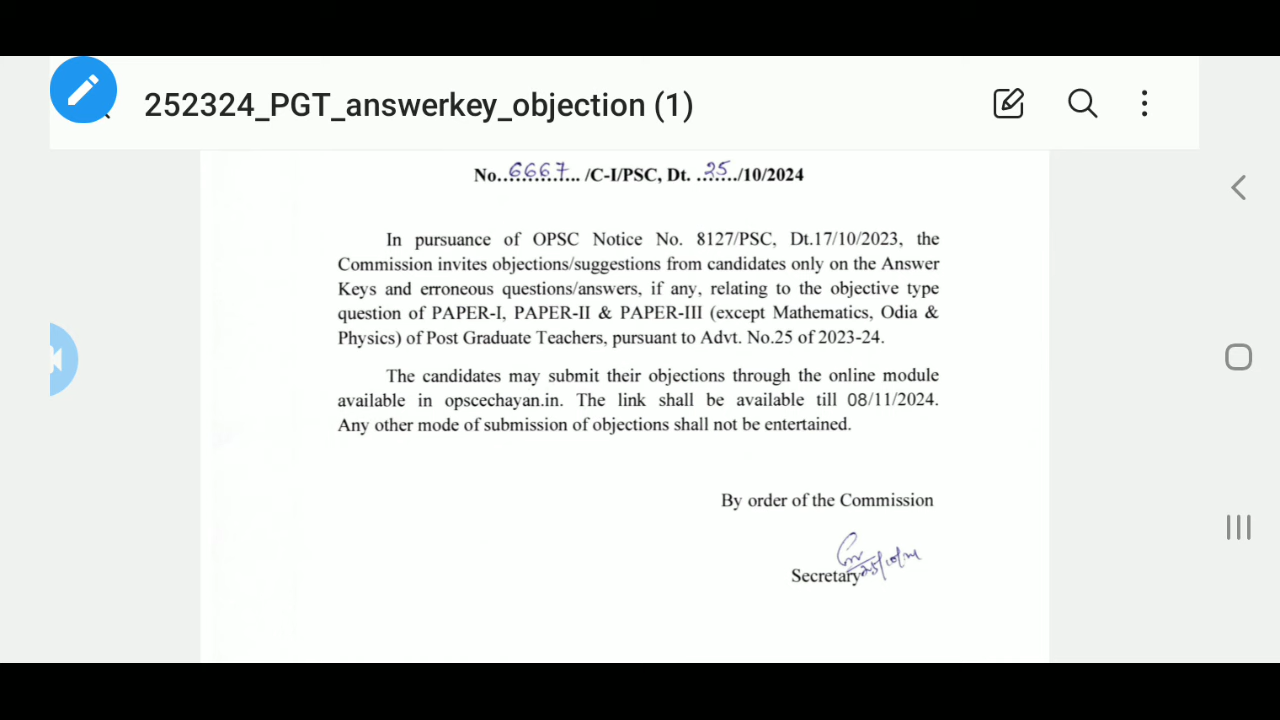 252324_PGT_answerkey_objection (1)
No..6667... /C-I/PSC, Dt. ..25.../10/2024
In pursuance of OPSC Notice No. 8127/PSC, Dt.17/10/2023, the
Commission invites objections/suggestions from candidates only on the Answer
Keys and erroneous questions/answers, if any, relating to the objective type
question of PAPER-I, PAPER-II & PAPER-III (except Mathematics, Odia &
Physics) of Post Graduate Teachers, pursuant to Advt. No.25 of 2023-24.
The candidates may submit their objections through the online module
available in opscechayan.in. The link shall be available till 08/11/2024.
Any other mode of submission of objections shall not be entertained.
By order of the Commission
25/10/24
Secretary